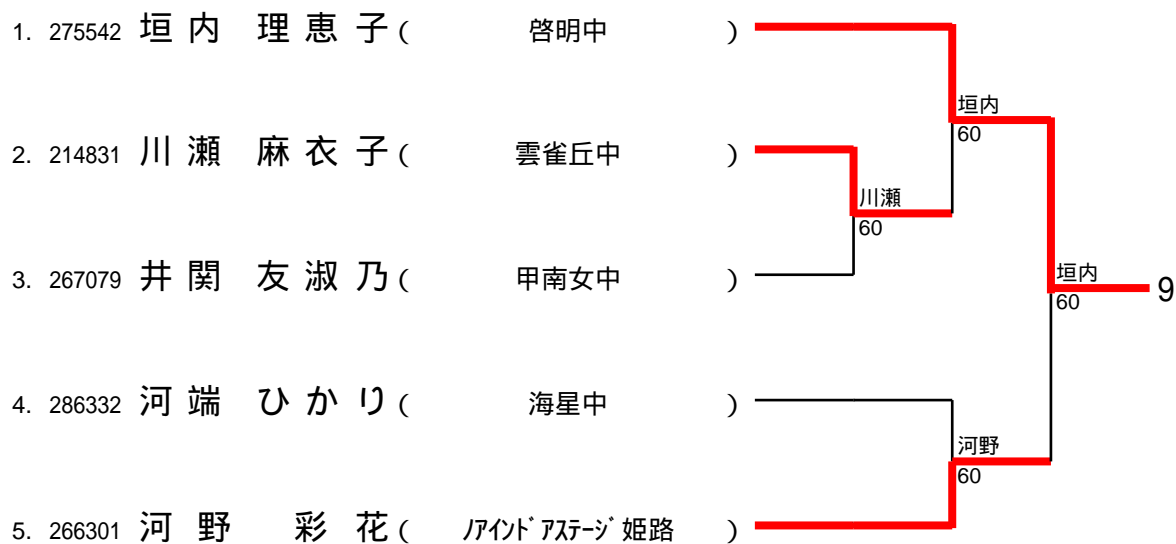 1. 275542 垣内 理恵子 ( 啓明中 )
垣内
60
2. 214831 川瀬 麻衣子 ( 雲雀丘中 )
川瀬
60
3. 267079 井関 友淑乃 ( 甲南女中 )
垣内
60
9
4. 286332 河端 ひかり ( 海星中 )
河野
60
5. 266301 河野 彩花 ( ﾉｱインﾄﾞｱｽﾃｰｼﾞ姫路 )